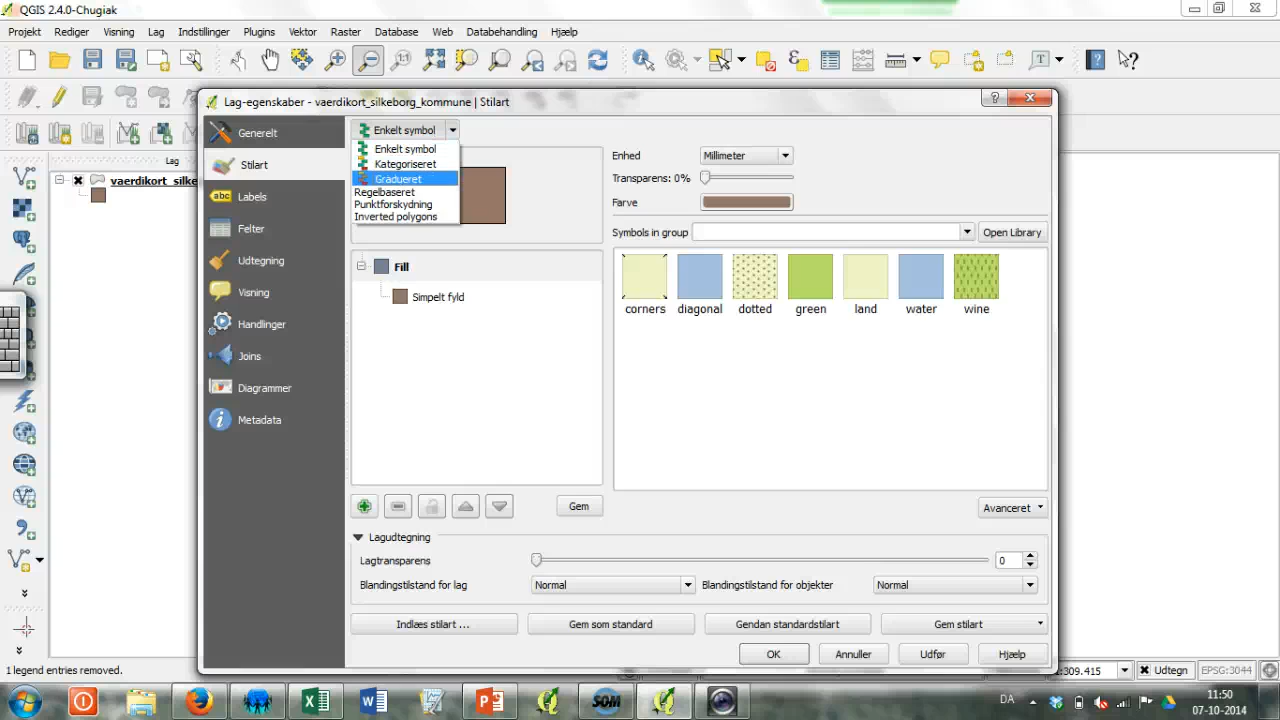 QGIS 2.4.0-Chugiak
Projekt Rediger Visning Lag Indstillinger Plugins Vektor Raster Database Web Databehandling Hjælp
Lag-egenskaber - vaerdikort_silkeborg_kommune | Stilart
Lag
vaerdikort_silke
Generelt
Stilart
Labels
Felter
Udtegning
Visning
Handlinger
Joins
Diagrammer
Metadata
Enkelt symbol
Enkelt symbol
Kategoriseret
Gradueret
Regelbaseret
Punktforskydning
Inverted polygons
Enhed Millimeter
Transparens: 0%
Farve
Symbols in group Open Library
Fill
Simpelt fyld
corners diagonal dotted green land water wine
Gem
Avanceret
Lagudtegning
Lagtransparens 0
Blandingstilstand for lag Normal Blandingstilstand for objekter Normal
Indlæs stilart ... Gem som standard Gendan standardstilart Gem stilart
OK Annuller Udfør Hjælp
1 legend entries removed.
:309.415 Udtegn EPSG:3044
DA
11:50
07-10-2014